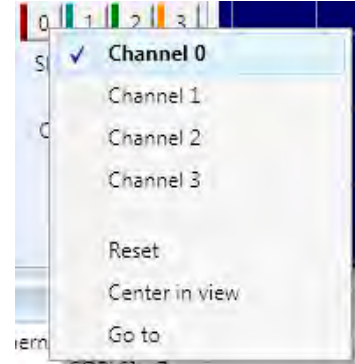 0 1 2 3
Channel 0
Channel 1
Channel 2
Channel 3
Reset
Center in view
Go to